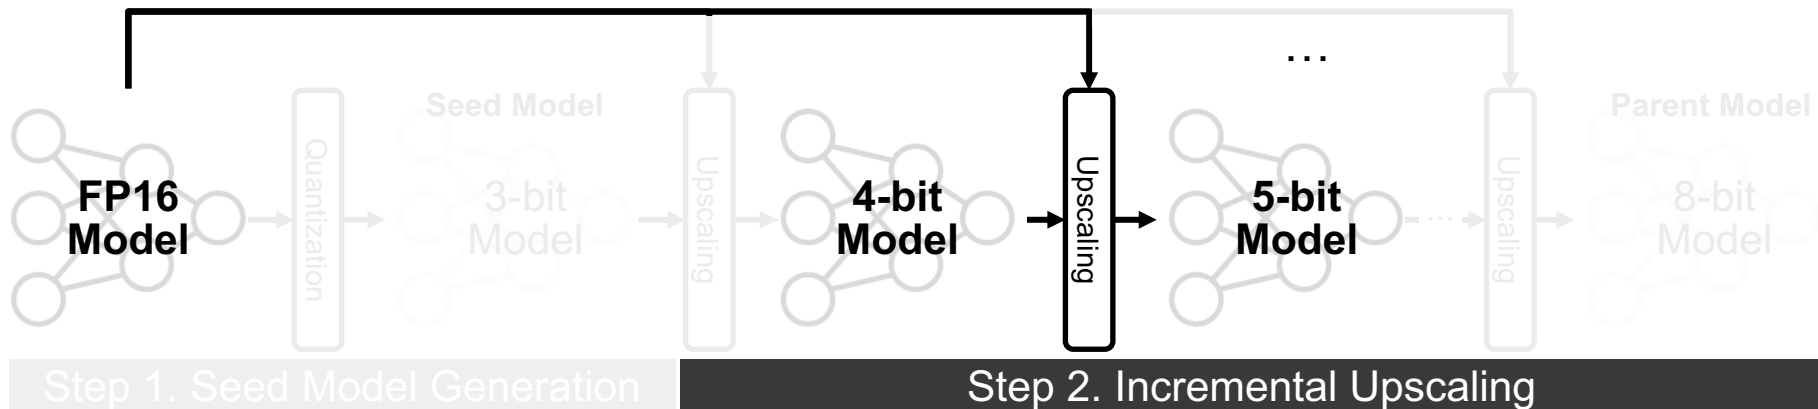 ...
Seed Model
Parent Model
FP16
Model
Quantization
3-bit
Model
Upscaling
4-bit
Model
Upscaling
5-bit
Model
...
Upscaling
8-bit
Model
Step 1. Seed Model Generation
Step 2. Incremental Upscaling